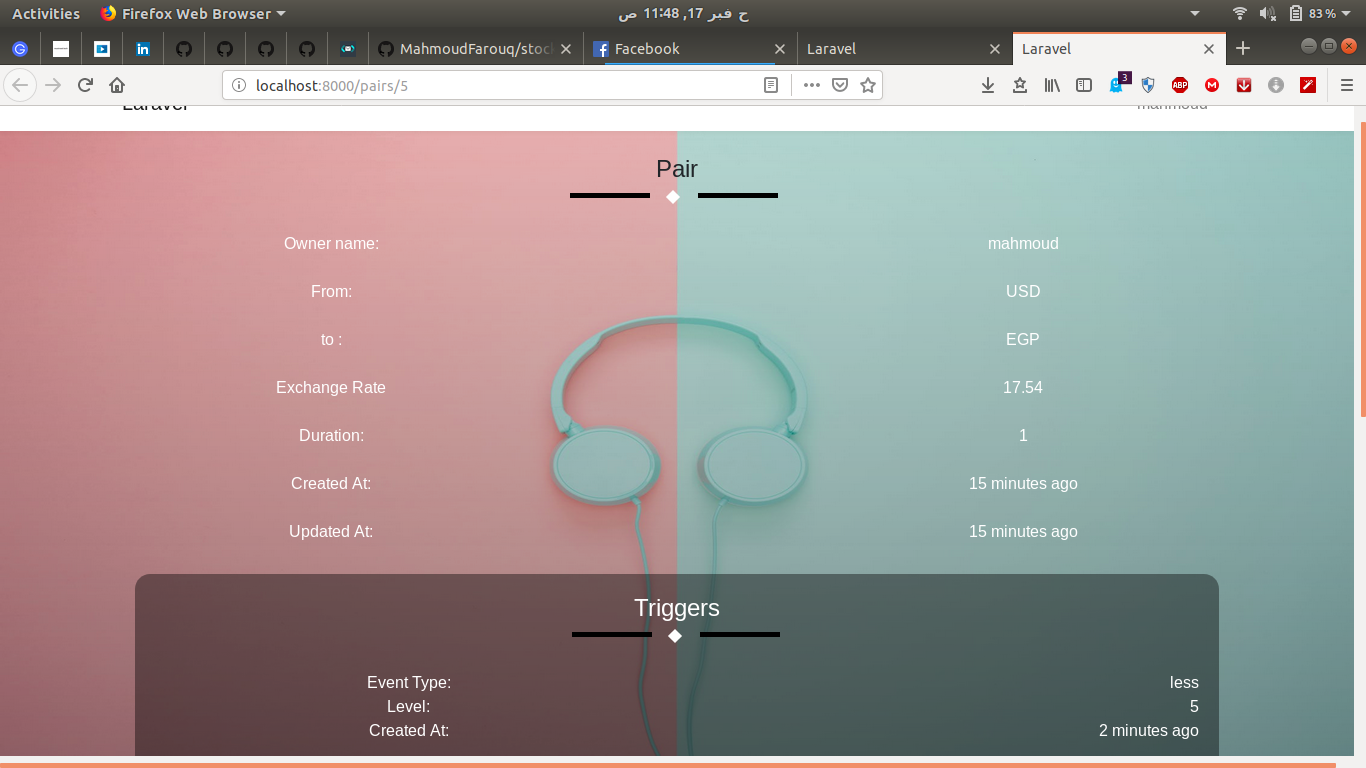 Activities Firefox Web Browser ح فبر 17, 11:48 ص 83 %
in MahmoudFarouq/stoc Facebook Laravel Laravel
localhost:8000/pairs/5 3 ABP
Laravel mahmoud
Pair
Owner name: mahmoud
From: USD
to : EGP
Exchange Rate 17.54
Duration: 1
Created At: 15 minutes ago
Updated At: 15 minutes ago
Triggers
Event Type: less
Level: 5
Created At: 2 minutes ago